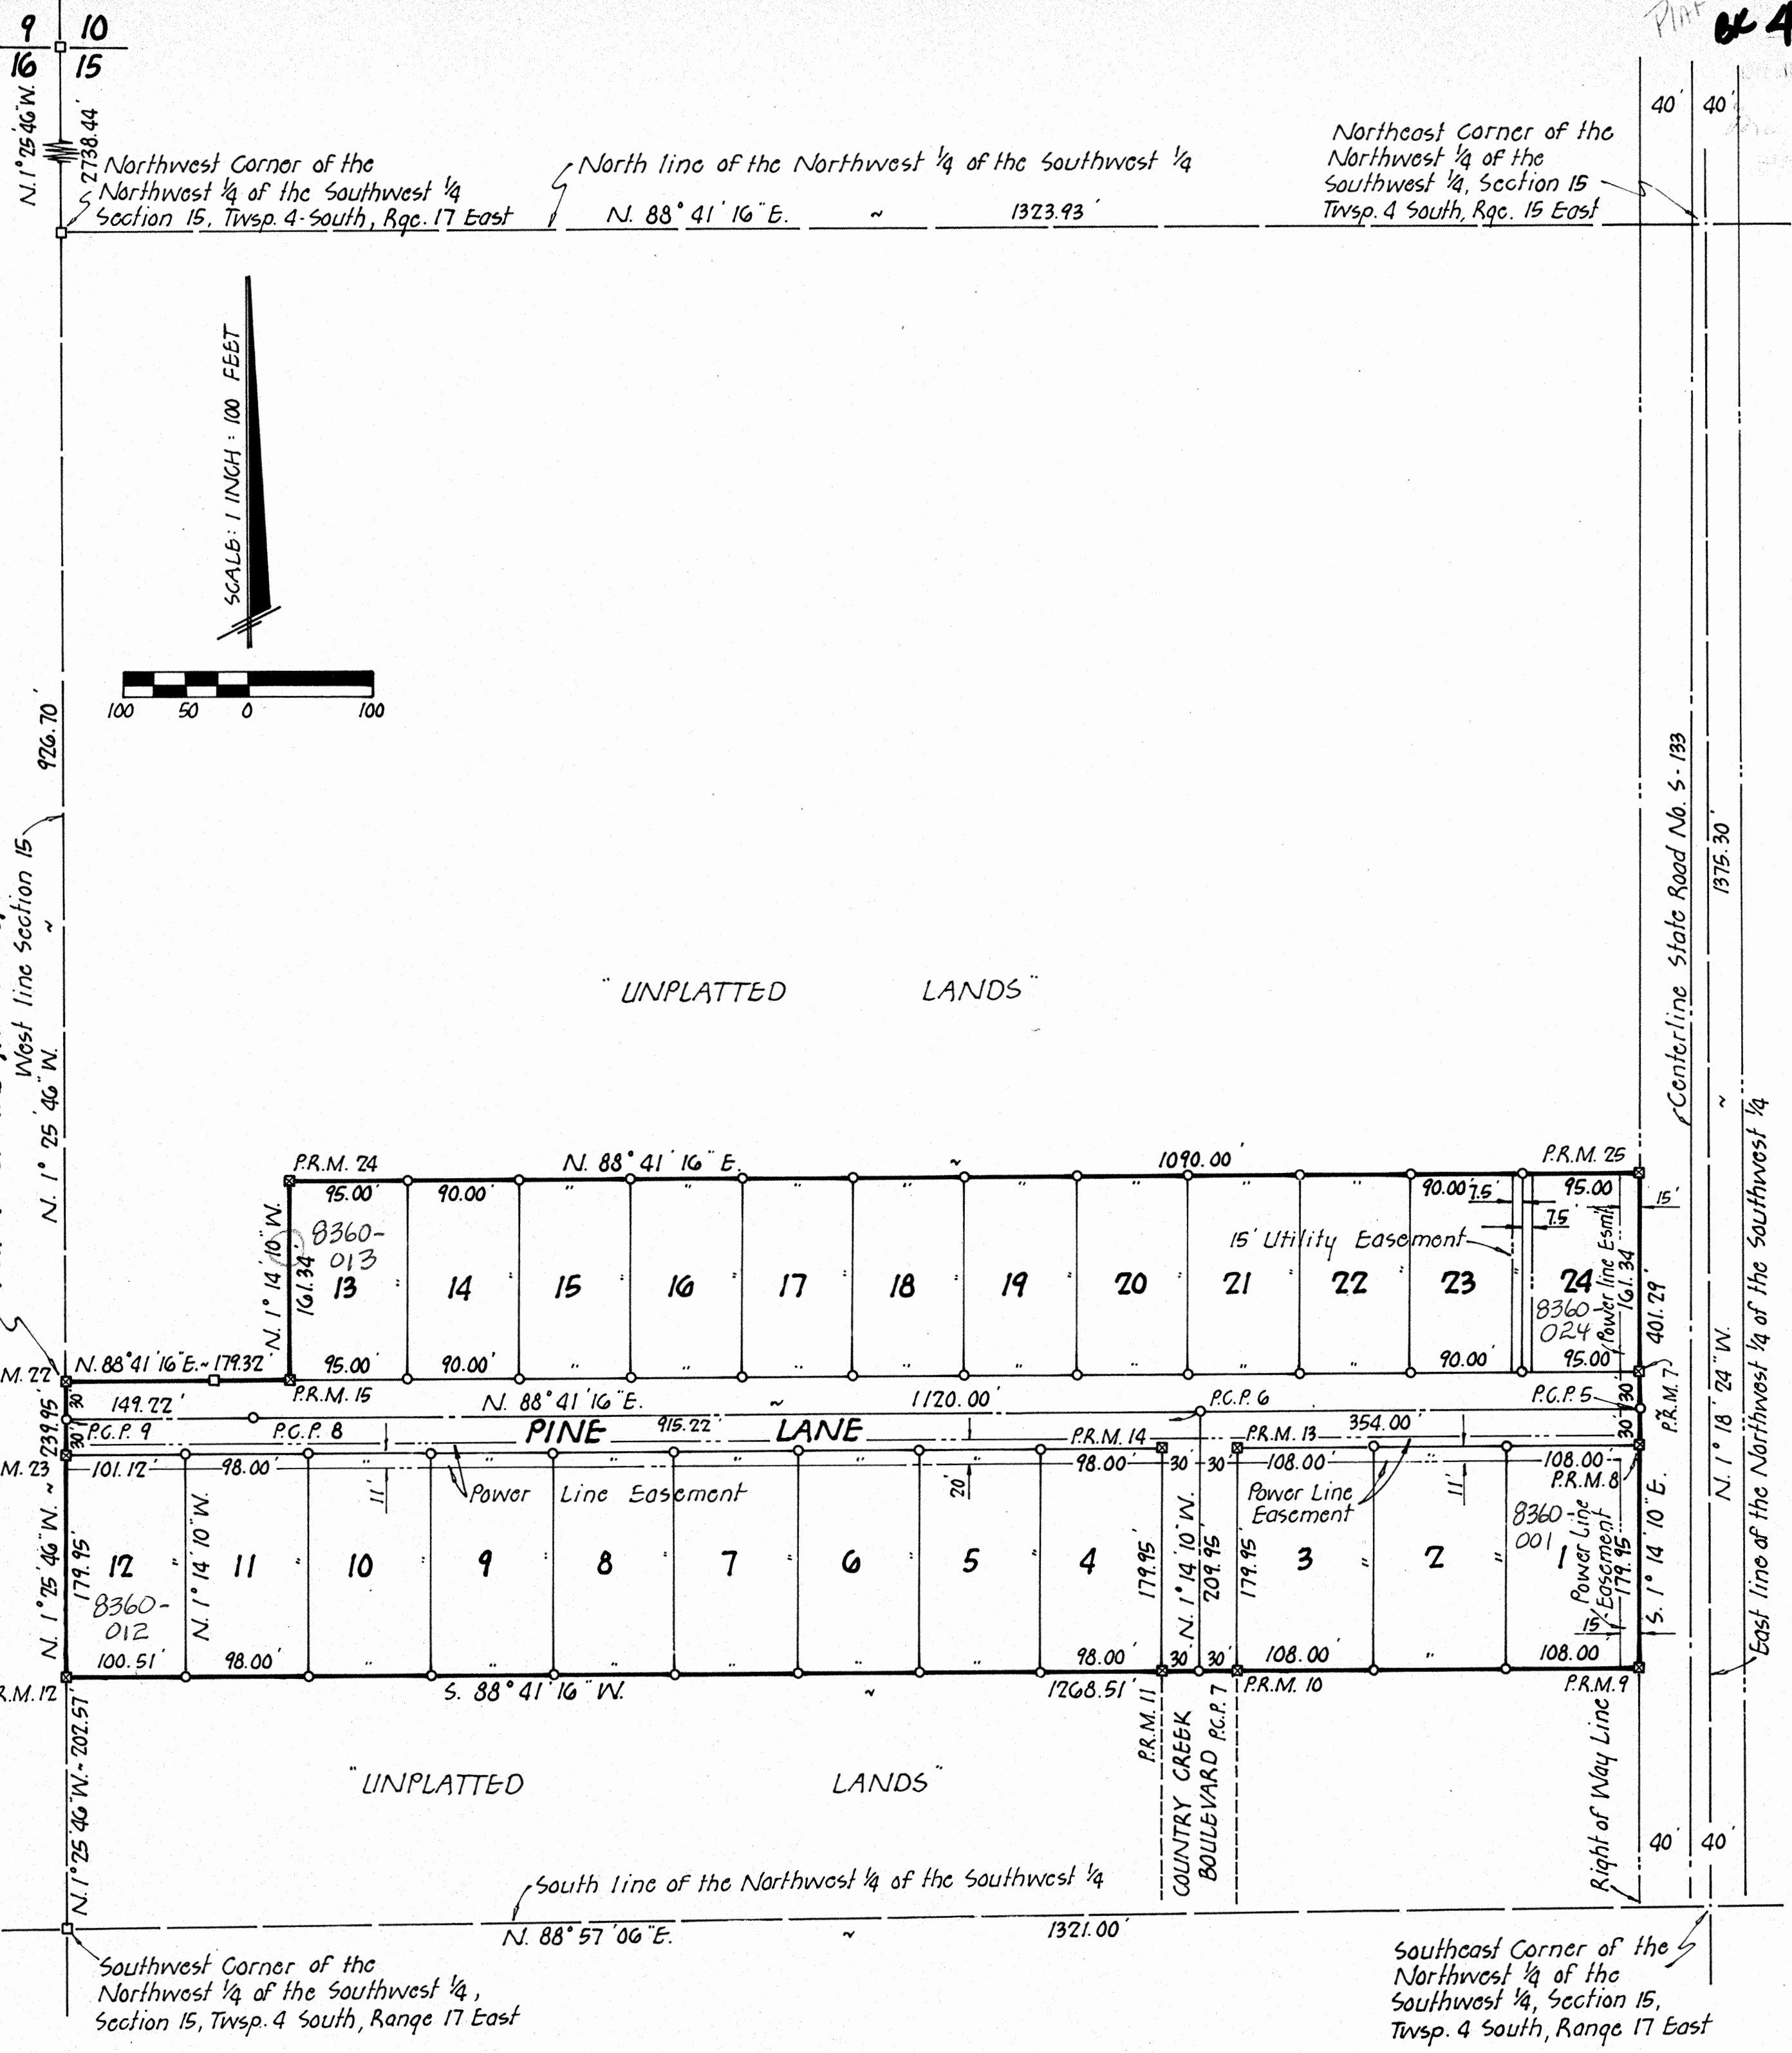 Plat BK 4
9 10
16 15
N. 1° 25' 46" W.
2738.44'
40' 40'
Northwest Corner of the
Northwest ¼ of the Southwest ¼
Section 15, Twsp. 4-South, Rge. 17 East
North line of the Northwest ¼ of the Southwest ¼
N. 88° 41' 16" E. ~ 1323.93'
Northeast Corner of the
Northwest ¼ of the
Southwest ¼, Section 15
Twsp. 4 South, Rge. 15 East
SCALE: 1 INCH = 100 FEET
100 50 0 100
926.70'
West line Section 15
~
N. 1° 25' 46" W.
Centerline State Road No. S-133
1375.30'
~
N. 1° 18' 24" W.
East line of the Northwest ¼ of the Southwest ¼
"UNPLATTED LANDS"
P.R.M. 24 N. 88° 41' 16" E. ~ 1090.00' P.R.M. 25
95.00' 90.00' " " " " " " " " 90.00' 7.5' 95.00' 15'
7.5'
N. 1° 14' 10" W.
161.34'
8360-
013
15' Utility Easement
Power line Esmt.
161.34'
401.29'
13 " 14 " 15 " 16 " 17 " 18 " 19 " 20 " 21 " 22 " 23 " 24
8360-
024
M. 22 N. 88° 41' 16" E. ~ 179.32' 95.00' 90.00' " " " " " " " " 90.00' 95.00'
P.R.M. 15
P.R.M. 7
30' 149.22' N. 88° 41' 16" E. ~ 1120.00' P.C.P. 6 P.C.P. 5 30'
239.95'
30' P.C.P. 9 P.C.P. 8 PINE 915.22' LANE P.R.M. 14 P.R.M. 13 354.00' 30'
M. 23 101.12' 98.00' " " " " " " 98.00' 30' 30' 108.00' " 108.00'
P.R.M. 8
11' Power Line Easement 20'
Power Line
Easement
11'
8360-
001
N. 1° 25' 46" W. ~
179.95'
N. 1° 14' 10" W.
179.95'
N. 1° 14' 10" W.
209.95'
179.95'
Power Line
Easement
179.95'
S. 1° 14' 10" E.
12 " 11 " 10 " 9 " 8 " 7 " 6 " 5 " 4 3 " 2 " 1
8360-
012
15'
100.51' 98.00' " " " " " " 98.00' 30' 30' 108.00' " 108.00'
R.M. 12 S. 88° 41' 16" W. ~ 1268.51' P.R.M. 11 P.C.P. 7 P.R.M. 10 P.R.M. 9
N. 1° 25' 46" W. ~ 202.57'
COUNTRY CREEK
BOULEVARD
Right of Way Line
"UNPLATTED LANDS"
40' 40'
South line of the Northwest ¼ of the Southwest ¼
N. 88° 57' 06" E. ~ 1321.00'
Southwest Corner of the
Northwest ¼ of the Southwest ¼,
Section 15, Twsp. 4 South, Range 17 East
Southeast Corner of the
Northwest ¼ of the
Southwest ¼, Section 15,
Twsp. 4 South, Range 17 East